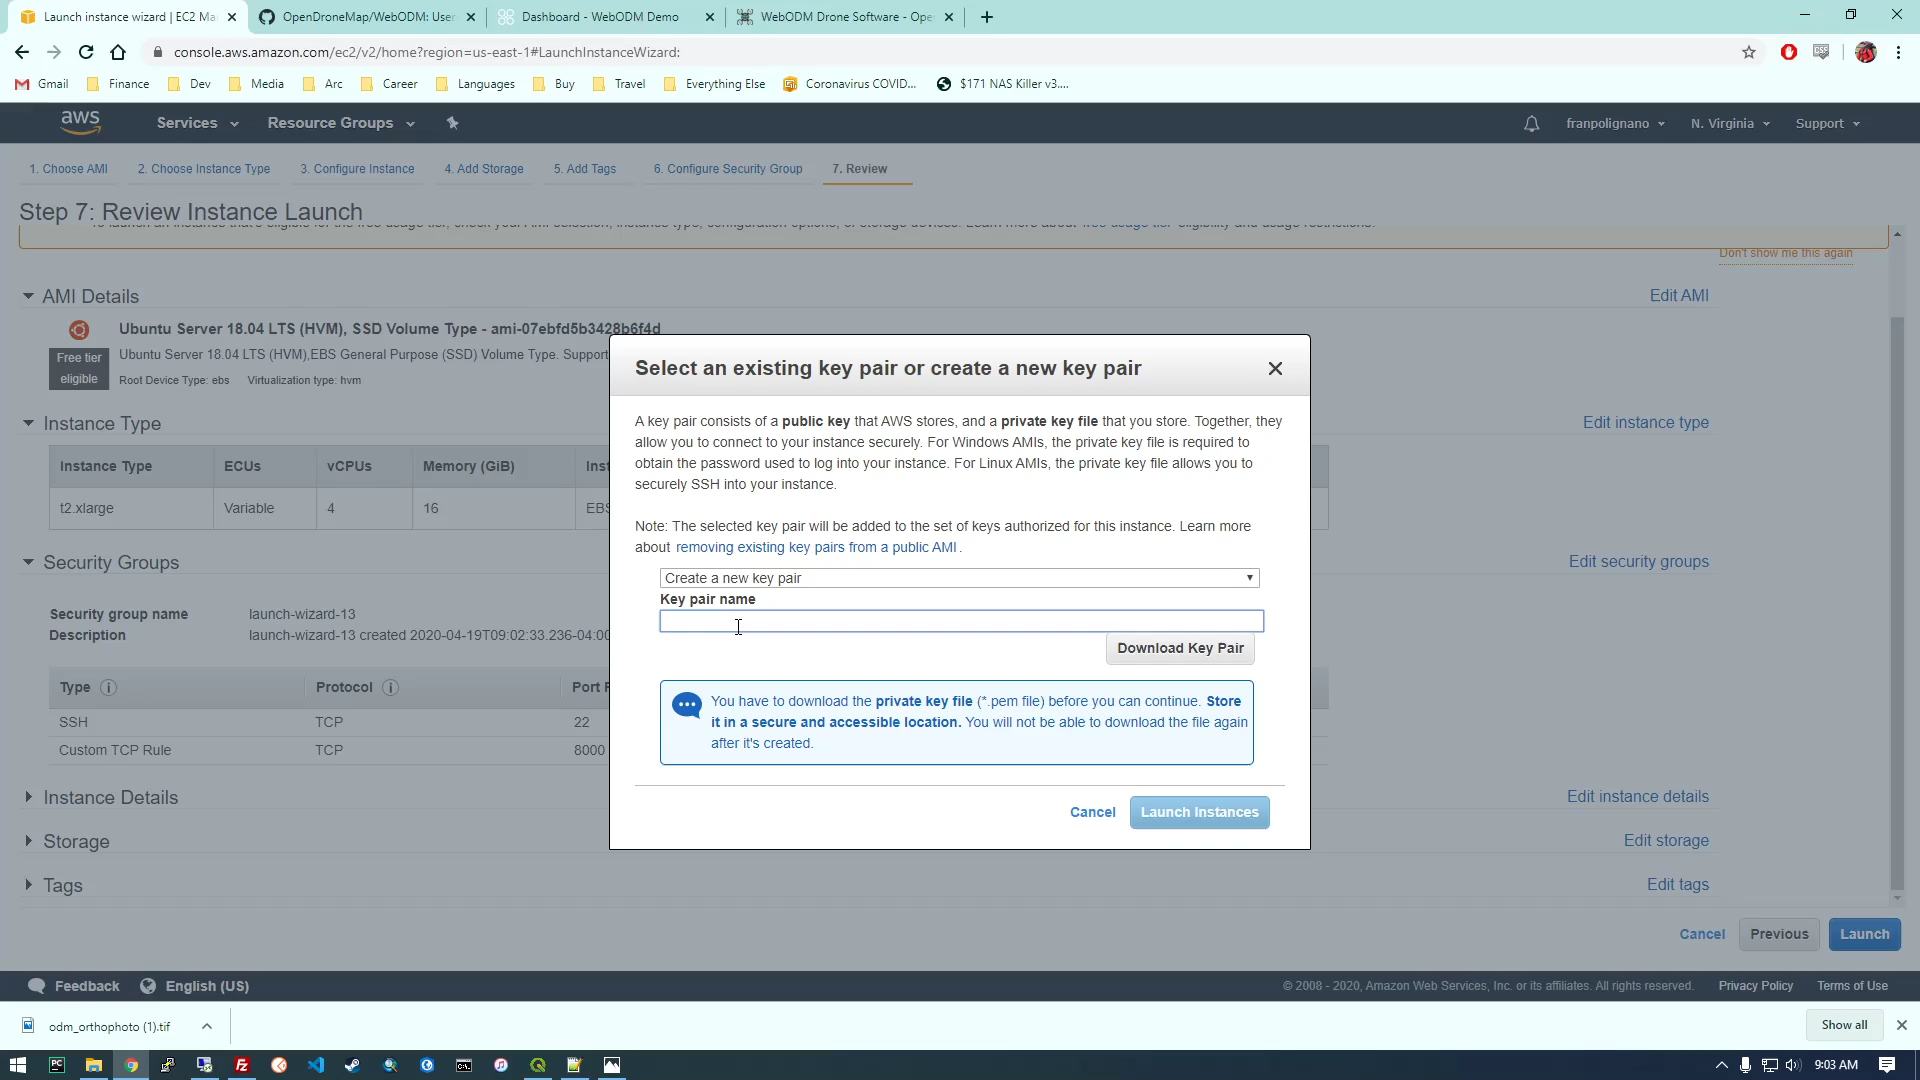 Launch instance wizard | EC2 Ma
OpenDroneMap/WebODM: User
Dashboard - WebODM Demo
WebODM Drone Software - Ope
console.aws.amazon.com/ec2/v2/home?region=us-east-1#LaunchInstanceWizard:
Gmail
Finance
Dev
Media
Arc
Career
Languages
Buy
Travel
Everything Else
Coronavirus COVID...
$171 NAS Killer v3....
aws
Services
Resource Groups
franpolignano
N. Virginia
Support
1. Choose AMI
2. Choose Instance Type
3. Configure Instance
4. Add Storage
5. Add Tags
6. Configure Security Group
7. Review
Step 7: Review Instance Launch
To launch an instance that's eligible for the free usage tier, check your AMI selection, instance type, configuration options, or storage devices. Learn more about free usage tier eligibility and usage restrictions.
Don't show me this again
AMI Details
Edit AMI
Ubuntu Server 18.04 LTS (HVM), SSD Volume Type - ami-07ebfd5b3428b6f4d
Free tier
eligible
Ubuntu Server 18.04 LTS (HVM),EBS General Purpose (SSD) Volume Type. Support
Root Device Type: ebs Virtualization type: hvm
Instance Type
Edit instance type
Instance Type
ECUs
vCPUs
Memory (GiB)
Inst
t2.xlarge
Variable
4
16
EBS
Security Groups
Edit security groups
Security group name
launch-wizard-13
Description
launch-wizard-13 created 2020-04-19T09:02:33.236-04:00
Type
Protocol
Port R
SSH
TCP
22
Custom TCP Rule
TCP
8000
Instance Details
Edit instance details
Storage
Edit storage
Tags
Edit tags
Select an existing key pair or create a new key pair
A key pair consists of a public key that AWS stores, and a private key file that you store. Together, they
allow you to connect to your instance securely. For Windows AMIs, the private key file is required to
obtain the password used to log into your instance. For Linux AMIs, the private key file allows you to
securely SSH into your instance.
Note: The selected key pair will be added to the set of keys authorized for this instance. Learn more
about removing existing key pairs from a public AMI .
Create a new key pair
Key pair name
Download Key Pair
You have to download the private key file (*.pem file) before you can continue. Store
it in a secure and accessible location. You will not be able to download the file again
after it's created.
Cancel
Launch Instances
Cancel
Previous
Launch
Feedback
English (US)
© 2008 - 2020, Amazon Web Services, Inc. or its affiliates. All rights reserved.
Privacy Policy
Terms of Use
odm_orthophoto (1).tif
Show all
9:03 AM